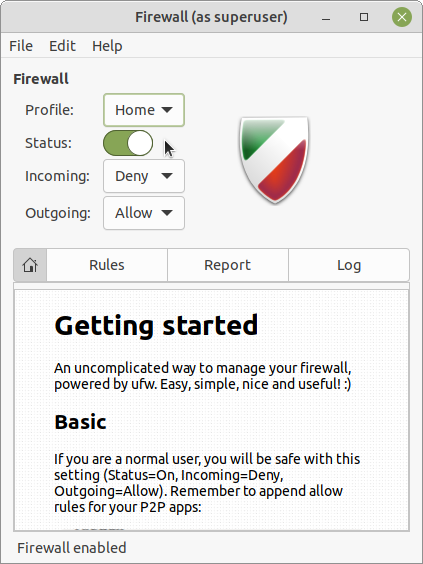 Firewall (as superuser)
File Edit Help
Firewall
Profile: Home
Status:
Incoming: Deny
Outgoing: Allow
Rules Report Log
Getting started
An uncomplicated way to manage your firewall,
powered by ufw. Easy, simple, nice and useful! :)
Basic
If you are a normal user, you will be safe with this
setting (Status=On, Incoming=Deny,
Outgoing=Allow). Remember to append allow
rules for your P2P apps:
Firewall enabled